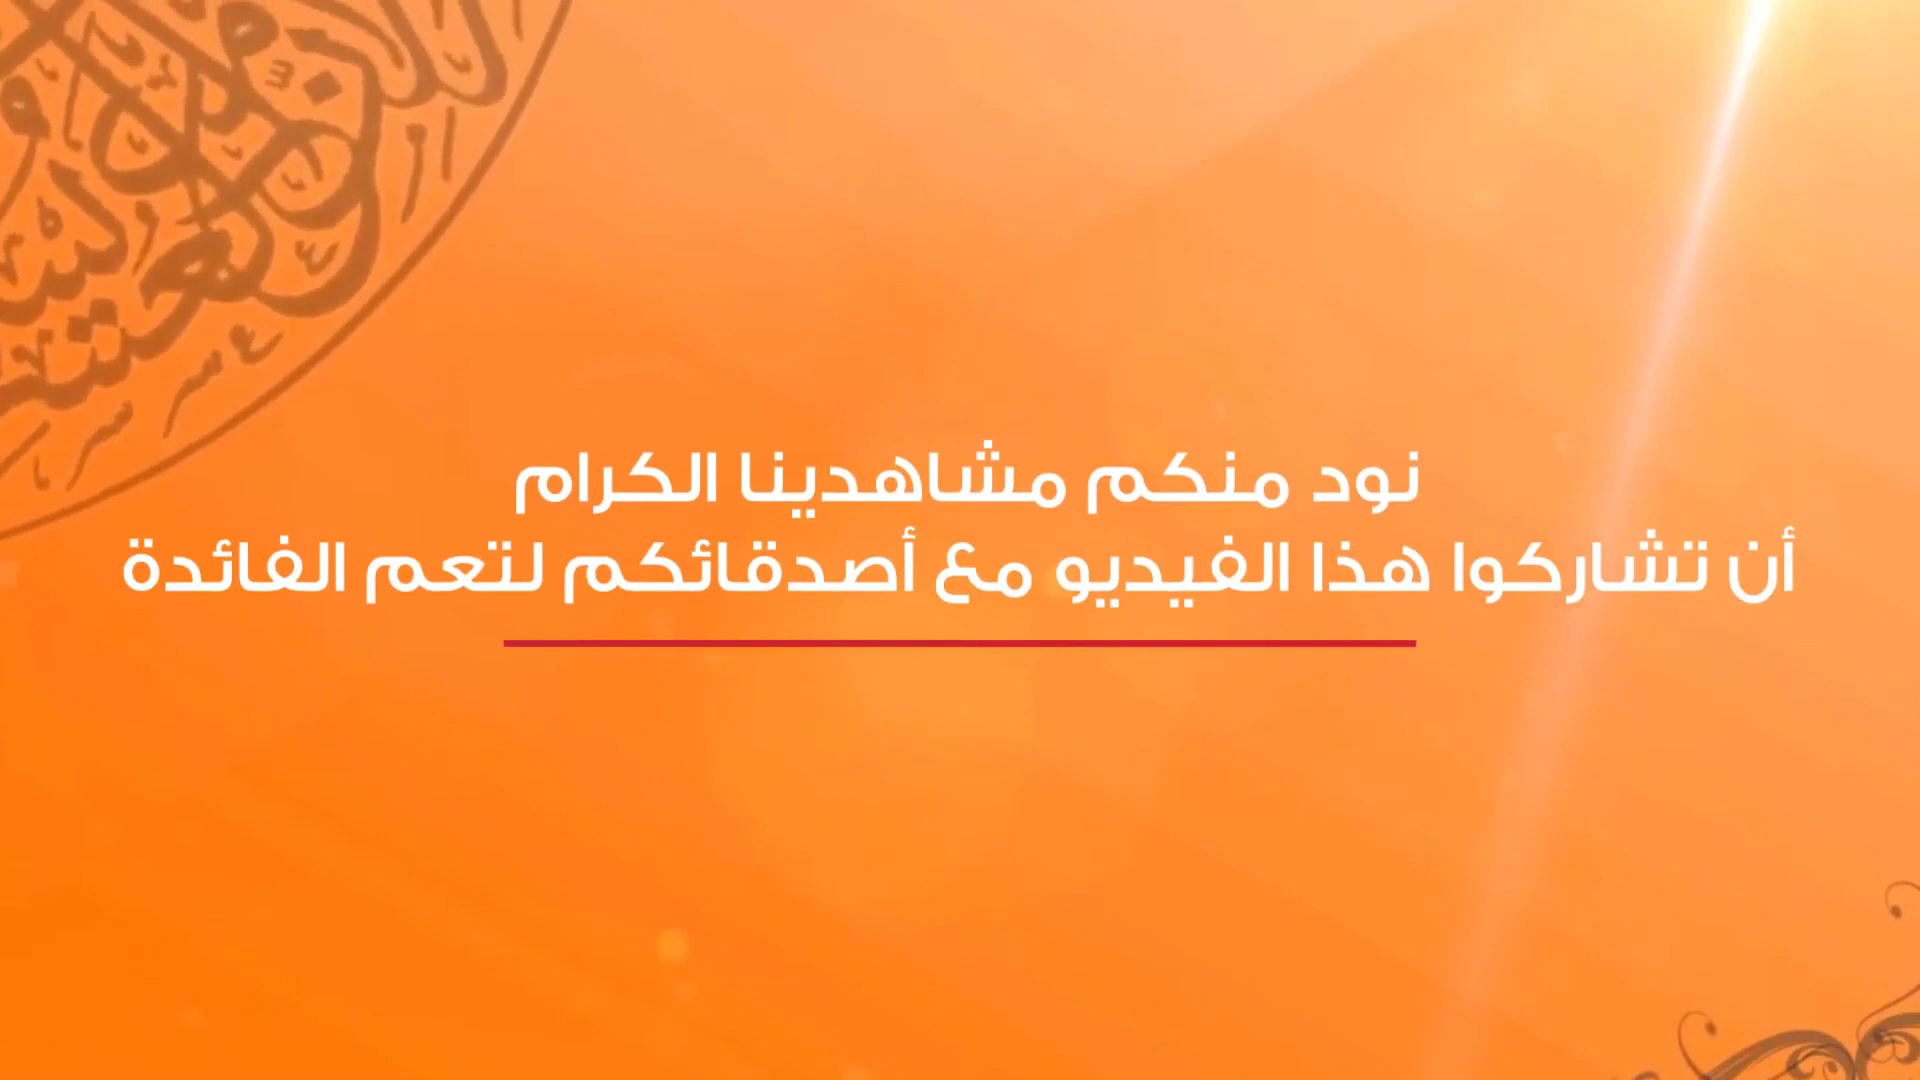 نود منكم مشاهدينا الكرام
أن تشاركوا هذا الفيديو مع أصدقائكم لتعم الفائدة